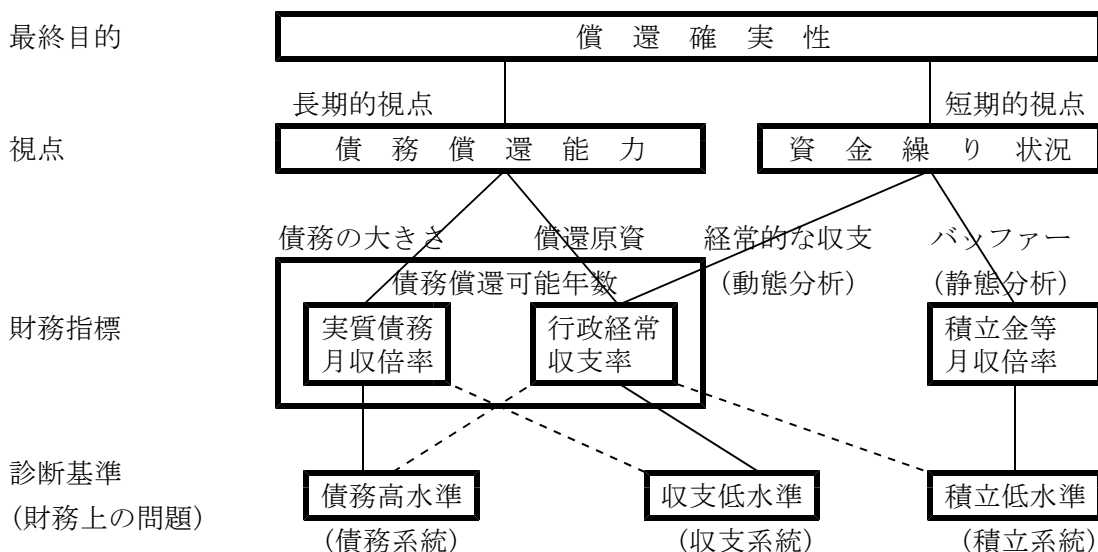 最終目的
償 還 確 実 性
長期的視点
短期的視点
視点
債 務 償 還 能 力
資 金 繰 り 状 況
債務の大きさ
償還原資
経常的な収支
バッファー
債務償還可能年数
(動態分析)
(静態分析)
財務指標
実質債務
月収倍率
行政経常
収支率
積立金等
月収倍率
診断基準
(財務上の問題)
債務高水準
収支低水準
積立低水準
(債務系統)
(収支系統)
(積立系統)